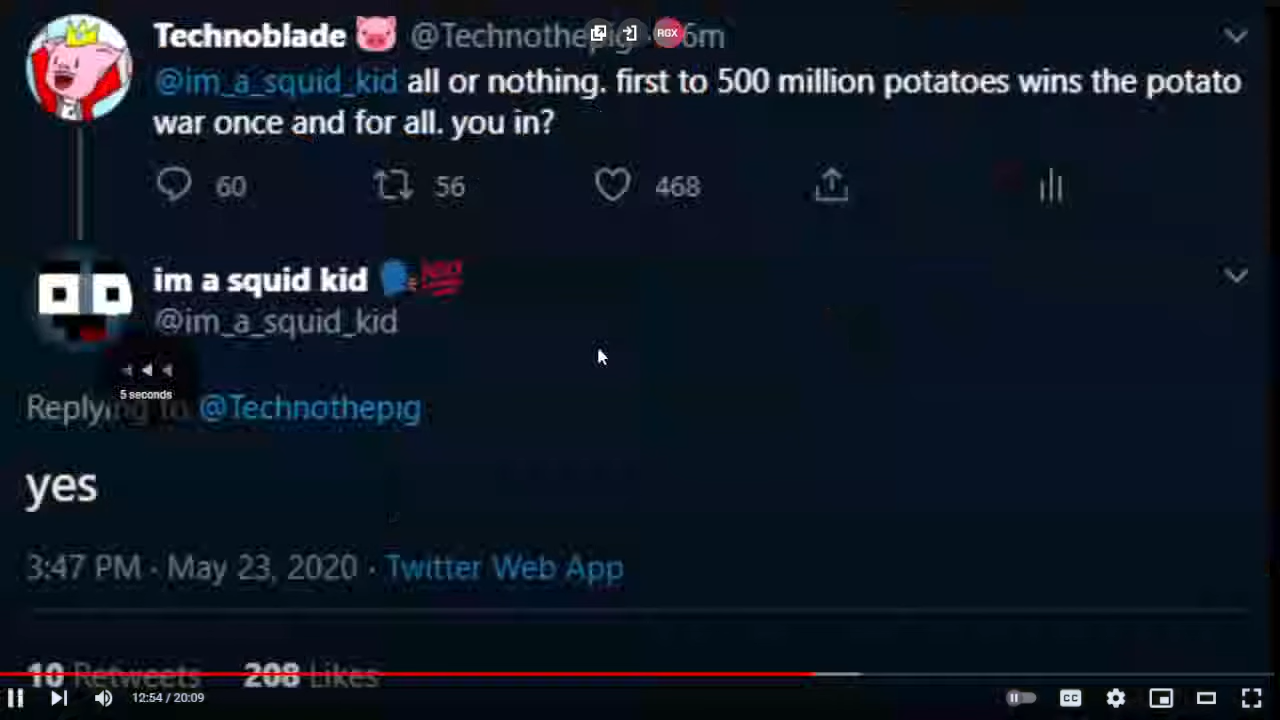 Technoblade 🐷 @Technothepig · 6m
@im_a_squid_kid all or nothing. first to 500 million potatoes wins the potato
war once and for all. you in?
60 56 468
im a squid kid 🗣💯
@im_a_squid_kid
5 seconds
Replying to @Technothepig
yes
3:47 PM · May 23, 2020 · Twitter Web App
10 Retweets 208 Likes
RGX
12:54 / 20:09
CC